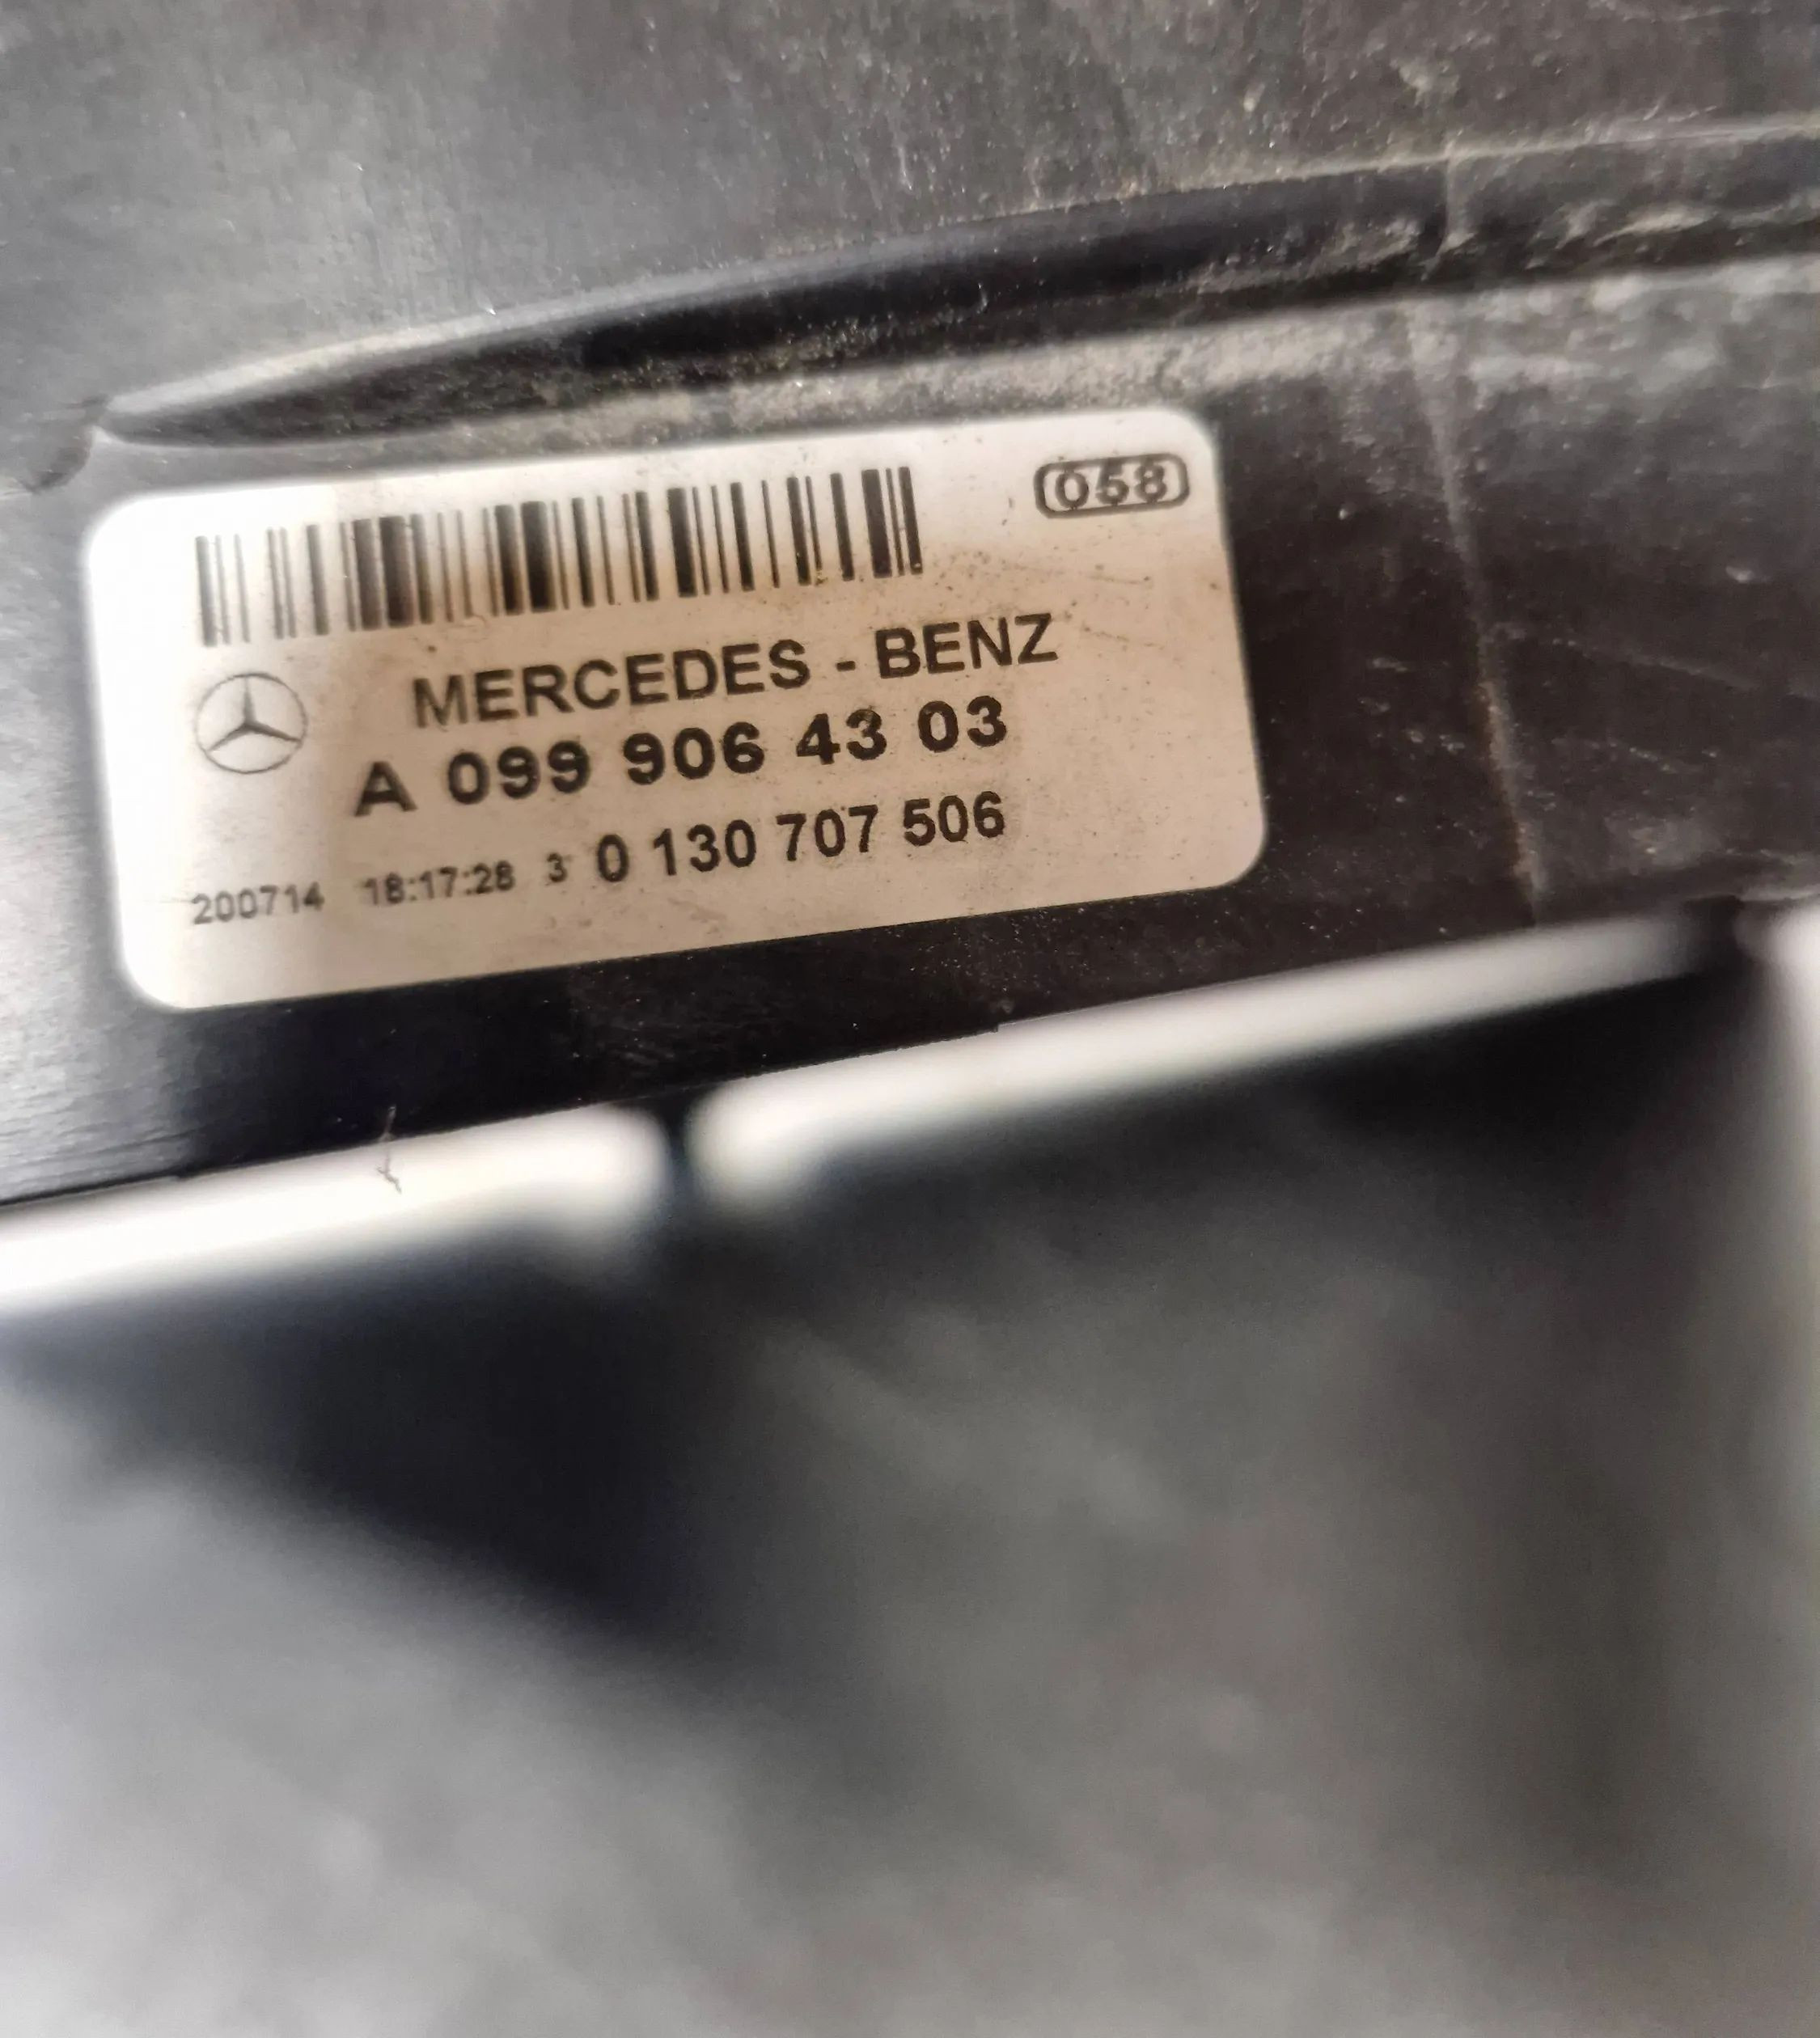 058
MERCEDES - BENZ
A 099 906 43 03
200714 18:17:28 3 0 130 707 506